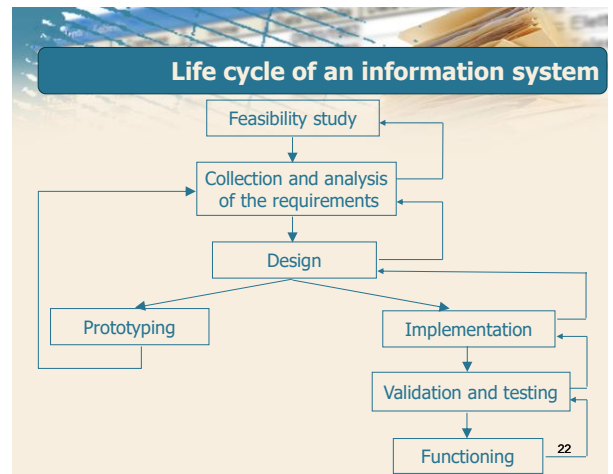 Life cycle of an information system
Feasibility study
Collection and analysis
of the requirements
Design
Prototyping
Implementation
Validation and testing
Functioning
22